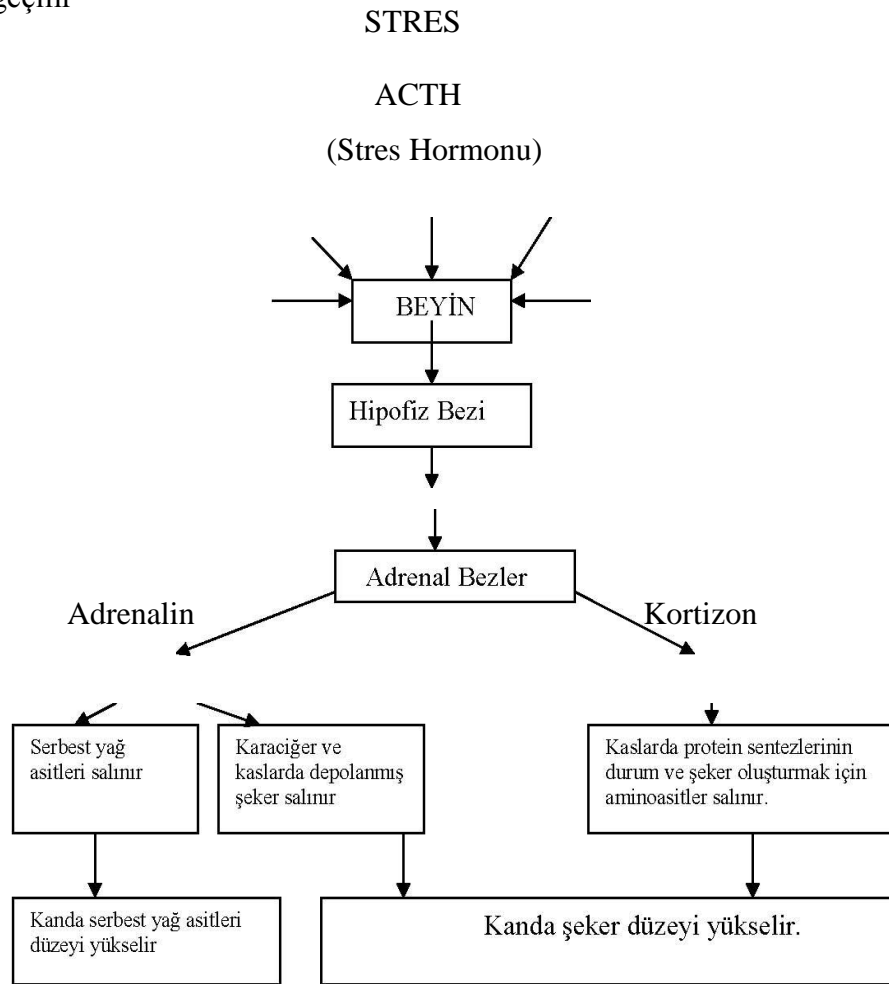 STRES
ACTH
(Stres Hormonu)
BEYİN
Hipofiz Bezi
Adrenal Bezler
Adrenalin
Kortizon
Serbest yağ
asitleri salınır
Karaciğer ve
kaslarda depolanmış
şeker salınır
Kaslarda protein sentezlerinin
durum ve şeker oluşturmak için
aminoasitler salınır.
Kanda serbest yağ asitleri
düzeyi yükselir
Kanda şeker düzeyi yükselir.